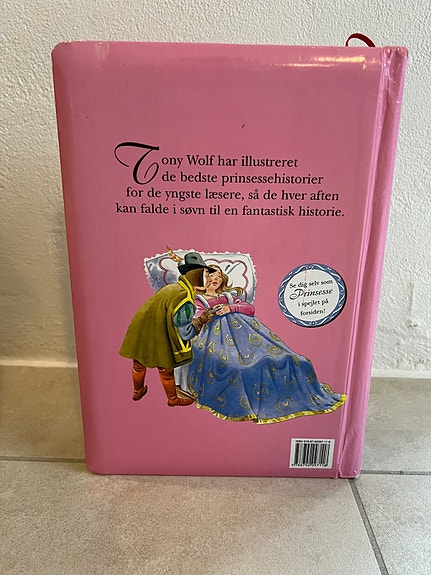 Tony Wolf har illustreret
de bedste prinsessehistorier
for de yngste læsere, så de hver aften
kan falde i søvn til en fantastisk historie.
Se dig selv som
Prinsesse
i spejlet på
forsiden!